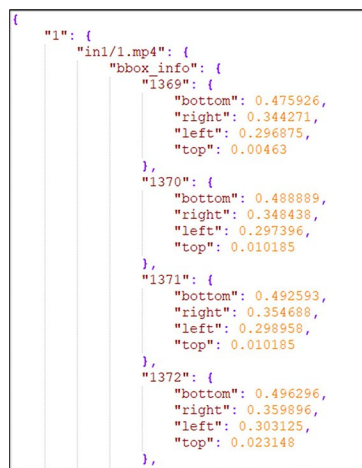 {
"1": {
"in1/1.mp4": {
"bbox_info": {
"1369": {
"bottom": 0.475926,
"right": 0.344271,
"left": 0.296875,
"top": 0.00463
},
"1370": {
"bottom": 0.488889,
"right": 0.348438,
"left": 0.297396,
"top": 0.010185
},
"1371": {
"bottom": 0.492593,
"right": 0.354688,
"left": 0.298958,
"top": 0.010185
},
"1372": {
"bottom": 0.496296,
"right": 0.359896,
"left": 0.303125,
"top": 0.023148
},